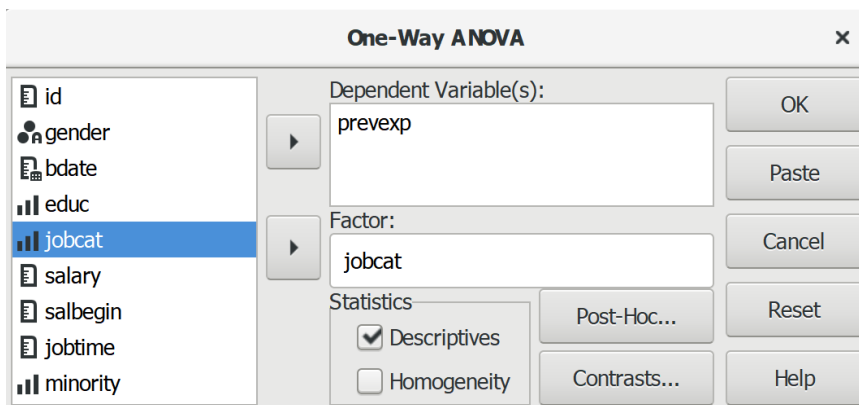 One-Way ANOVA
id
gender
bdate
educ
jobcat
salary
salbegin
jobtime
minority
Dependent Variable(s):
prevexp
Factor:
jobcat
Statistics
Descriptives
Homogeneity
Post-Hoc...
Contrasts...
OK
Paste
Cancel
Reset
Help